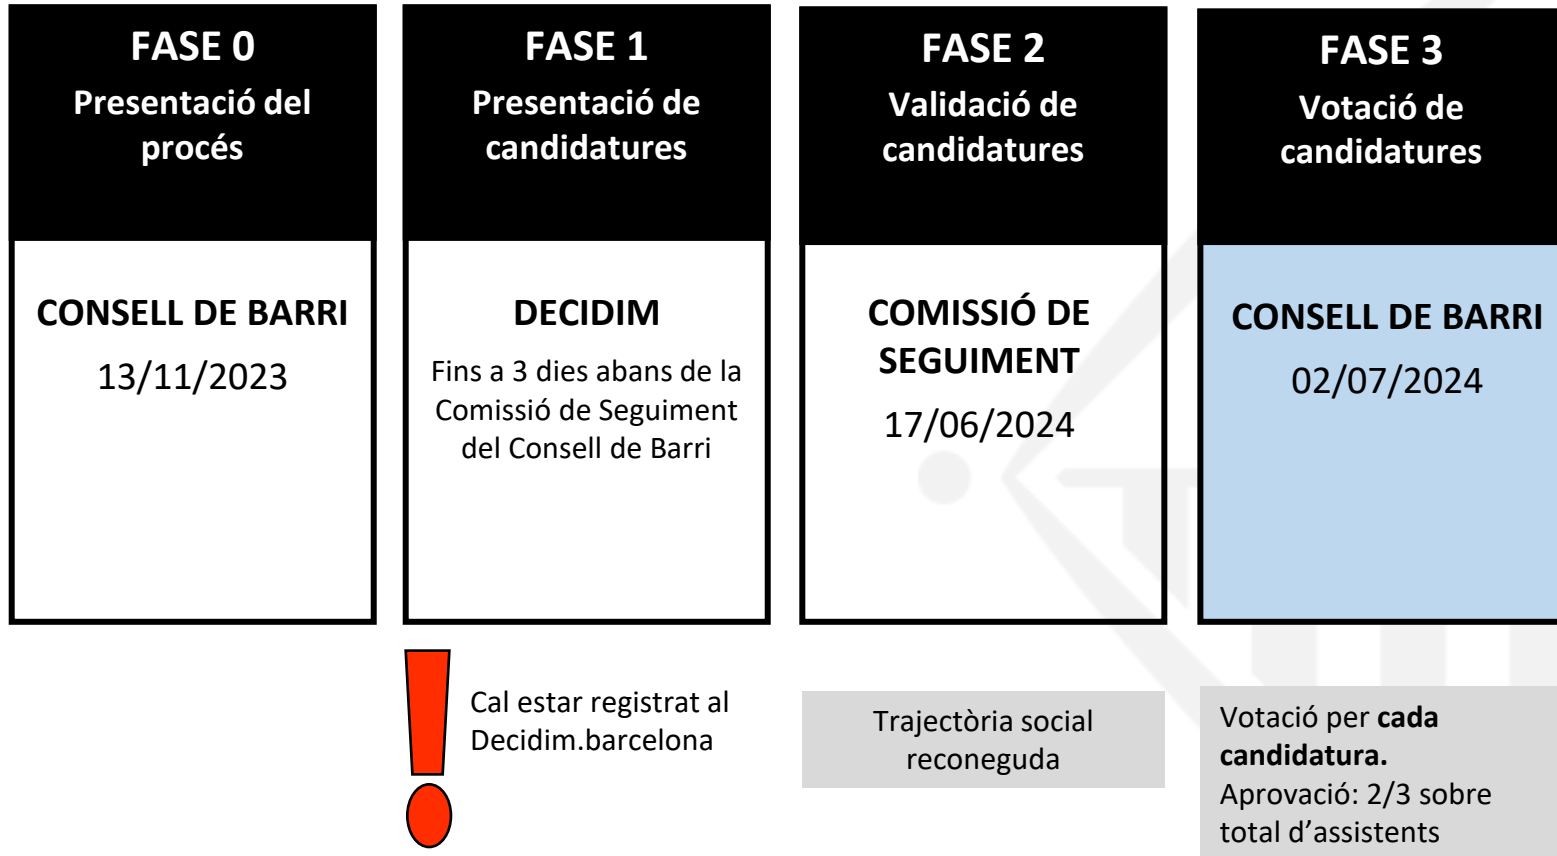 FASE 0
Presentació del
procés
CONSELL DE BARRI
13/11/2023
FASE 1
Presentació de
candidatures
DECIDIM
Fins a 3 dies abans de la
Comissió de Seguiment
del Consell de Barri
Cal estar registrat al
Decidim.barcelona
FASE 2
Validació de
candidatures
COMISSIÓ DE
SEGUIMENT
17/06/2024
Trajectòria social
reconeguda
FASE 3
Votació de
candidatures
CONSELL DE BARRI
02/07/2024
Votació per cada
candidatura.
Aprovació: 2/3 sobre
total d’assistents